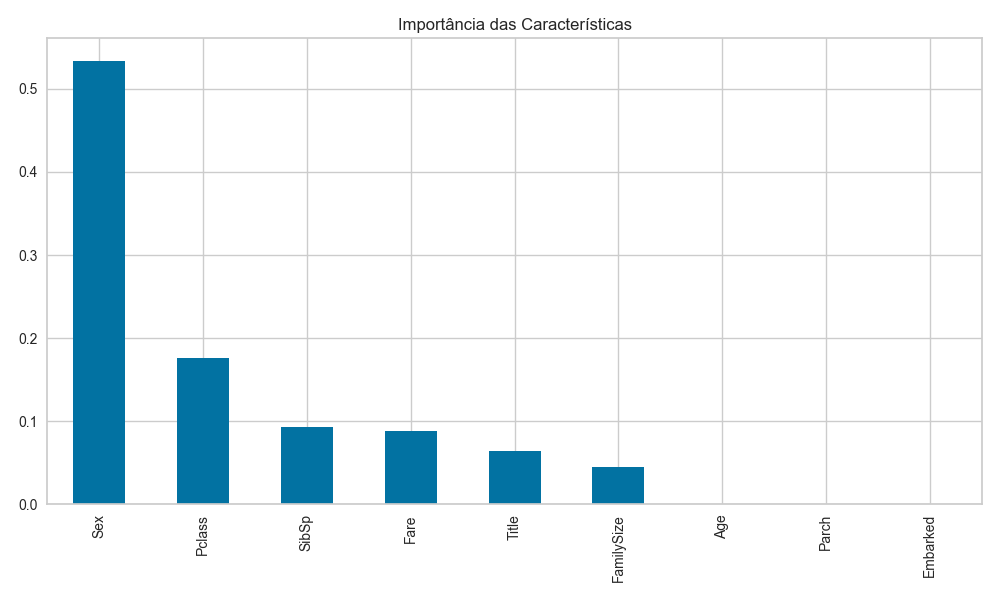 Importância das Características
0.5
0.4
0.3
0.2
0.1
0.0
Sex
Pclass
SibSp
Fare
Title
FamilySize
Age
Parch
Embarked